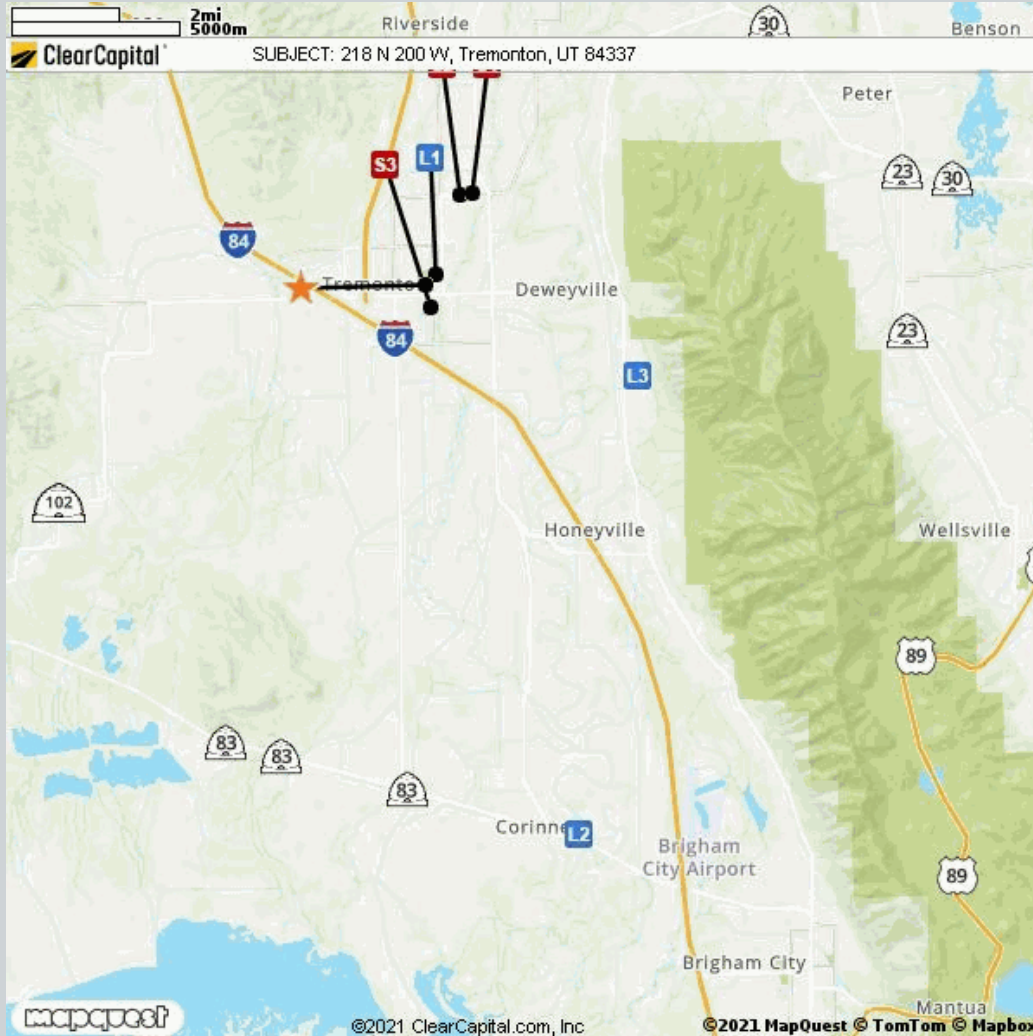 2mi
5000m
Riverside
30
Benson
ClearCapital
SUBJECT: 218 N 200 W, Tremonton, UT 84337
Peter
S3
L1
23
30
84
Deweyville
84
23
L3
102
Honeyville
Wellsville
89
83
83
83
Corinne
L2
Brigham
City Airport
89
Brigham City
Mantua
mapquest
©2021 ClearCapital.com, Inc
©2021 MapQuest © TomTom © Mapbo